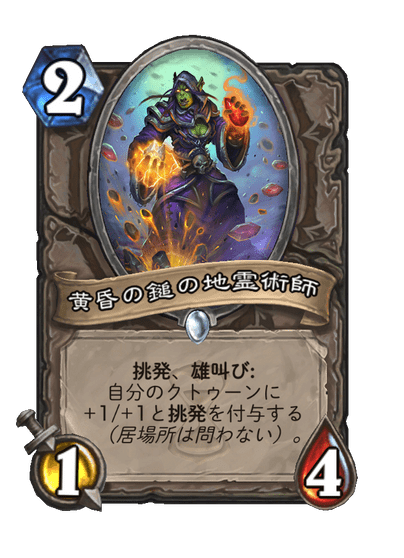 2
黄昏の鎚の地霊術師
挑発、雄叫び:
自分のクトゥーンに
+1/+1と挑発を付与する
（居場所は問わない）。
1
4